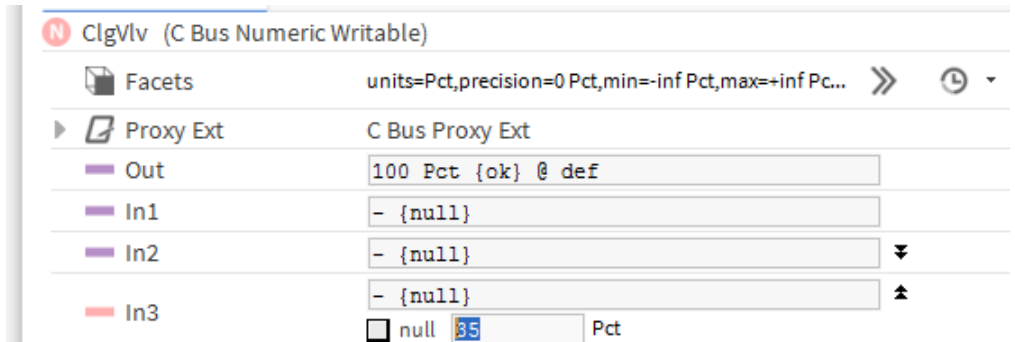 N ClgVlv (C Bus Numeric Writable)
Facets units=Pct,precision=0 Pct,min=-inf Pct,max=+inf Pc...
Proxy Ext C Bus Proxy Ext
Out 100 Pct {ok} @ def
In1 - {null}
In2 - {null}
In3 - {null}
null 35 Pct